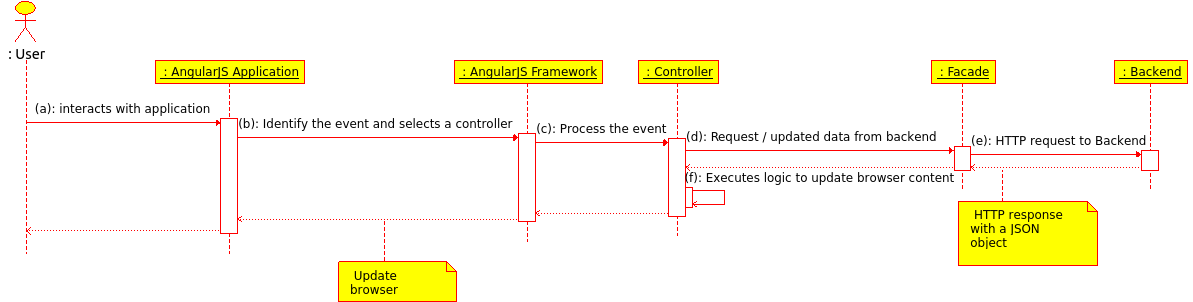 : User
: AngularJS Application
: AngularJS Framework
: Controller
: Facade
: Backend
(a): interacts with application
(b): Identify the event and selects a controller
(c): Process the event
(d): Request / updated data from backend
(e): HTTP request to Backend
(f): Executes logic to update browser content
HTTP response
with a JSON
object
Update
browser